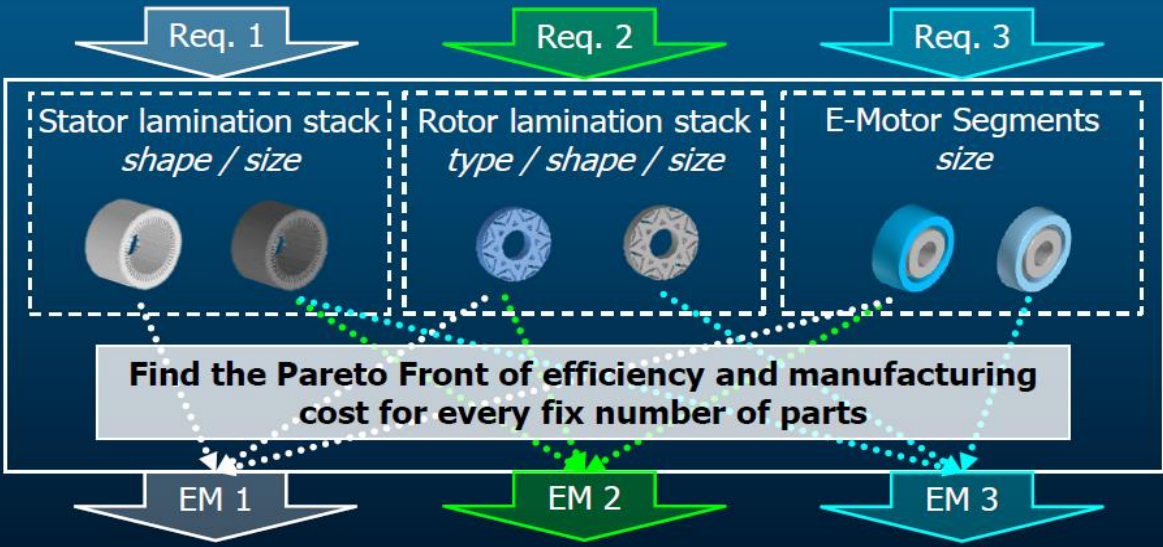 Req. 1
Req. 2
Req. 3
Stator lamination stack
shape / size
Rotor lamination stack
type / shape / size
E-Motor Segments
size
Find the Pareto Front of efficiency and manufacturing
cost for every fix number of parts
EM 1
EM 2
EM 3